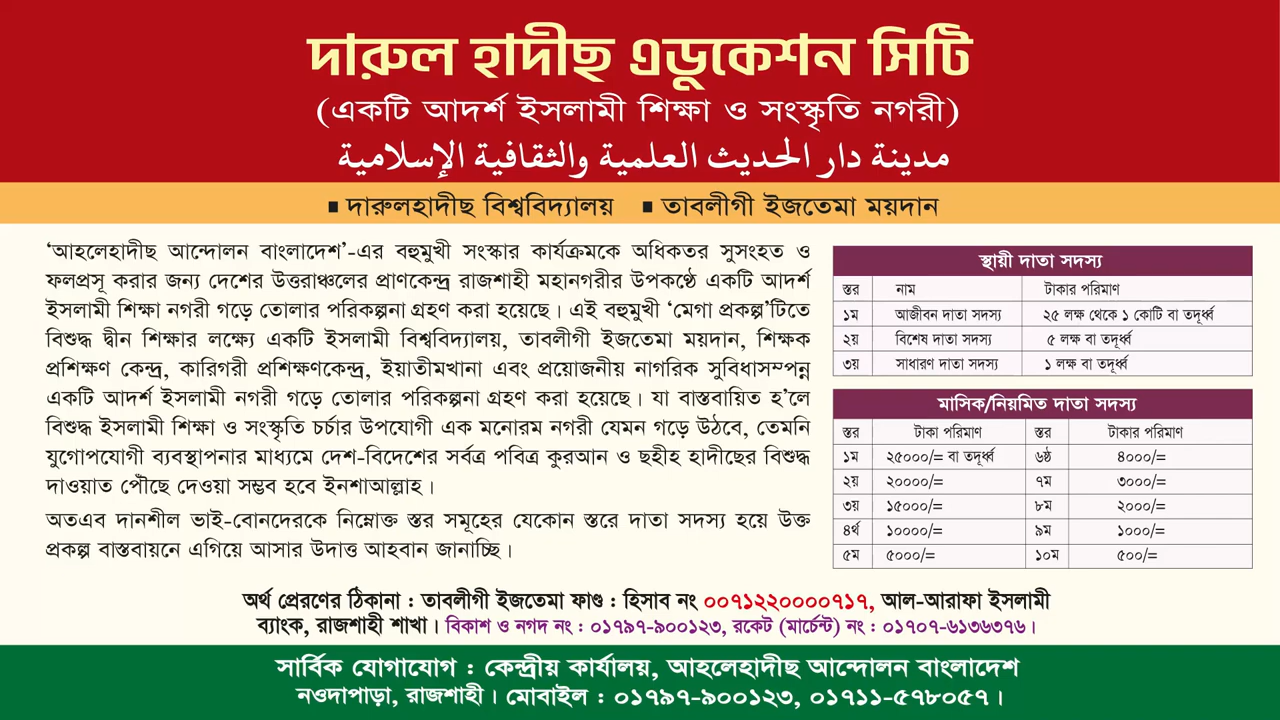 দারুল হাদীছ এডুকেশন সিটি
(একটি আদর্শ ইসলামী শিক্ষা ও সংস্কৃতি নগরী)
مدينة دار الحديث العلمية والثقافية الإسلامية
■ দারুলহাদীছ বিশ্ববিদ্যালয় ■ তাবলীগী ইজতেমা ময়দান
‘আহলেহাদীছ আন্দোলন বাংলাদেশ’-এর বহুমুখী সংস্কার কার্যক্রমকে অধিকতর সুসংহত ও
ফলপ্রসূ করার জন্য দেশের উত্তরাঞ্চলের প্রাণকেন্দ্র রাজশাহী মহানগরীর উপকণ্ঠে একটি আদর্শ
ইসলামী শিক্ষা নগরী গড়ে তোলার পরিকল্পনা গ্রহণ করা হয়েছে। এই বহুমুখী ‘মেগা প্রকল্প’টিতে
বিশুদ্ধ দ্বীন শিক্ষার লক্ষ্যে একটি ইসলামী বিশ্ববিদ্যালয়, তাবলীগী ইজতেমা ময়দান, শিক্ষক
প্রশিক্ষণ কেন্দ্র, কারিগরী প্রশিক্ষণকেন্দ্র, ইয়াতীমখানা এবং প্রয়োজনীয় নাগরিক সুবিধাসম্পন্ন
একটি আদর্শ ইসলামী নগরী গড়ে তোলার পরিকল্পনা গ্রহণ করা হয়েছে। যা বাস্তবায়িত হ’লে
বিশুদ্ধ ইসলামী শিক্ষা ও সংস্কৃতি চর্চার উপযোগী এক মনোরম নগরী যেমন গড়ে উঠবে, তেমনি
যুগোপযোগী ব্যবস্থাপনার মাধ্যমে দেশ-বিদেশের সর্বত্র পবিত্র কুরআন ও ছহীহ হাদীছের বিশুদ্ধ
দাওয়াত পৌঁছে দেওয়া সম্ভব হবে ইনশাআল্লাহ।
অতএব দানশীল ভাই-বোনদেরকে নিম্নোক্ত স্তর সমূহের যেকোন স্তরে দাতা সদস্য হয়ে উক্ত
প্রকল্প বাস্তবায়নে এগিয়ে আসার উদাত্ত আহবান জানাচ্ছি।
স্থায়ী দাতা সদস্য
স্তর নাম টাকার পরিমাণ
১ম আজীবন দাতা সদস্য ২৫ লক্ষ থেকে ১ কোটি বা তদূর্ধ্ব
২য় বিশেষ দাতা সদস্য ৫ লক্ষ বা তদূর্ধ্ব
৩য় সাধারণ দাতা সদস্য ১ লক্ষ বা তদূর্ধ্ব
মাসিক/নিয়মিত দাতা সদস্য
স্তর টাকা পরিমাণ স্তর টাকার পরিমাণ
১ম ২৫০০০/= বা তদূর্ধ্ব ৬ষ্ঠ ৪০০০/=
২য় ২০০০০/= ৭ম ৩০০০/=
৩য় ১৫০০০/= ৮ম ২০০০/=
৪র্থ ১০০০০/= ৯ম ১০০০/=
৫ম ৫০০০/= ১০ম ৫০০/=
অর্থ প্রেরণের ঠিকানা : তাবলীগী ইজতেমা ফাণ্ড : হিসাব নং ০০৭১২২০০০০৭১৭, আল-আরাফা ইসলামী
ব্যাংক, রাজশাহী শাখা। বিকাশ ও নগদ নং : ০১৭৯৭-৯০০১২৩, রকেট (মার্চেন্ট) নং : ০১৭০৭-৬১৩৬৩৭৬।
সার্বিক যোগাযোগ : কেন্দ্রীয় কার্যালয়, আহলেহাদীছ আন্দোলন বাংলাদেশ
নওদাপাড়া, রাজশাহী। মোবাইল : ০১৭৯৭-৯০০১২৩, ০১৭১১-৫৭৮০৫৭।